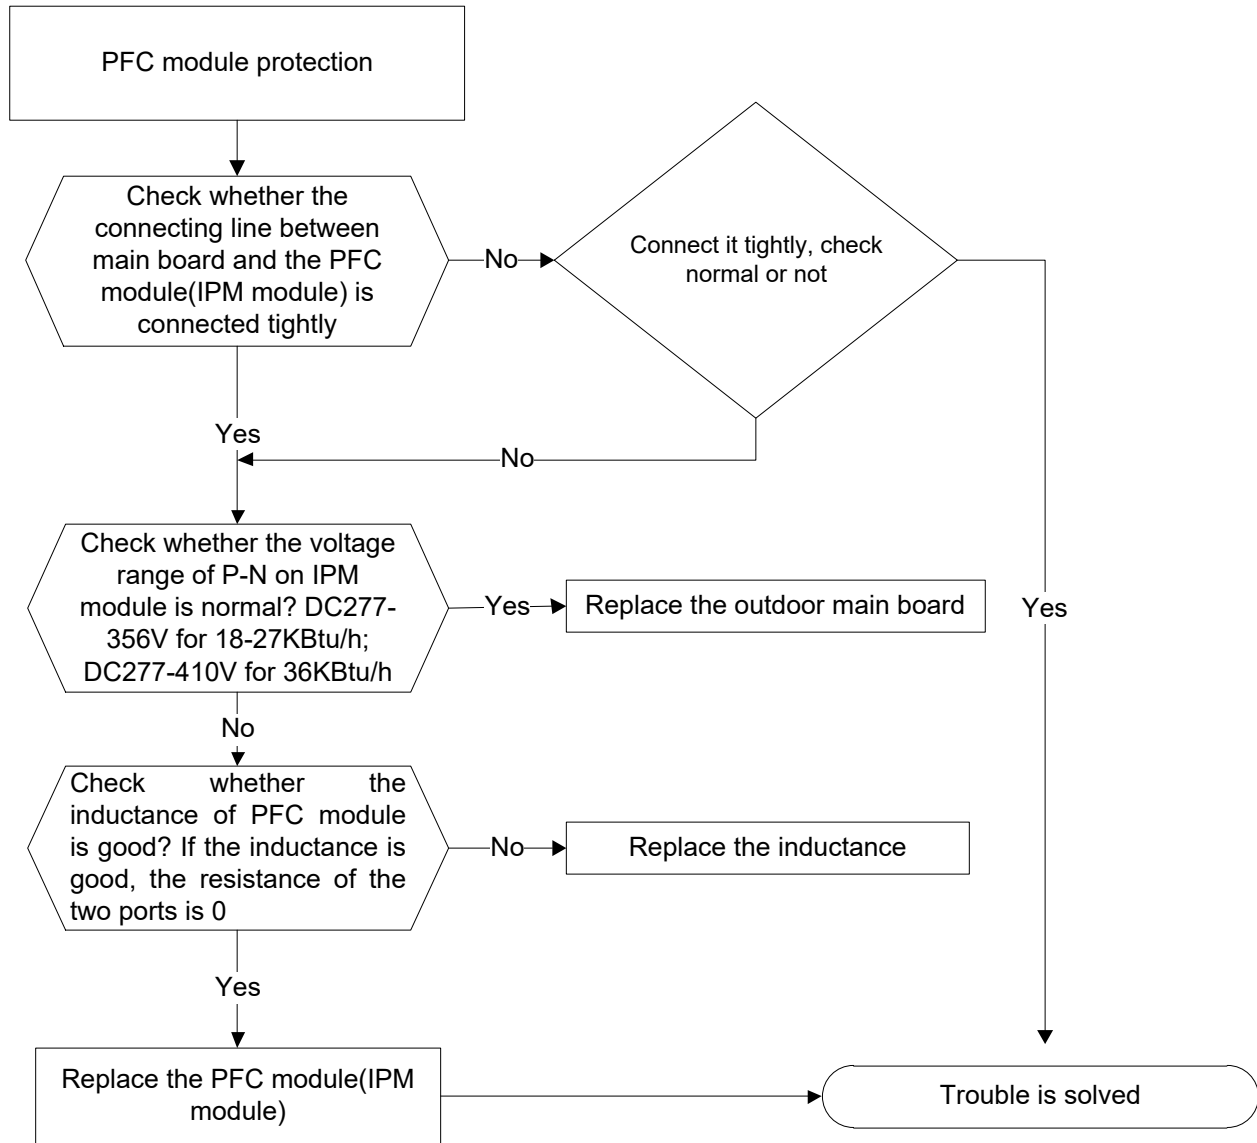 PFC module protection
Check whether the
connecting line between
main board and the PFC
module(IPM module) is
connected tightly
No
Connect it tightly, check
normal or not
Yes
No
Check whether the voltage
range of P-N on IPM
module is normal? DC277-
356V for 18-27KBtu/h;
DC277-410V for 36KBtu/h
Yes
Replace the outdoor main board
Yes
No
Check whether the
inductance of PFC module
is good? If the inductance is
good, the resistance of the
two ports is 0
No
Replace the inductance
Yes
Replace the PFC module(IPM
module)
Trouble is solved